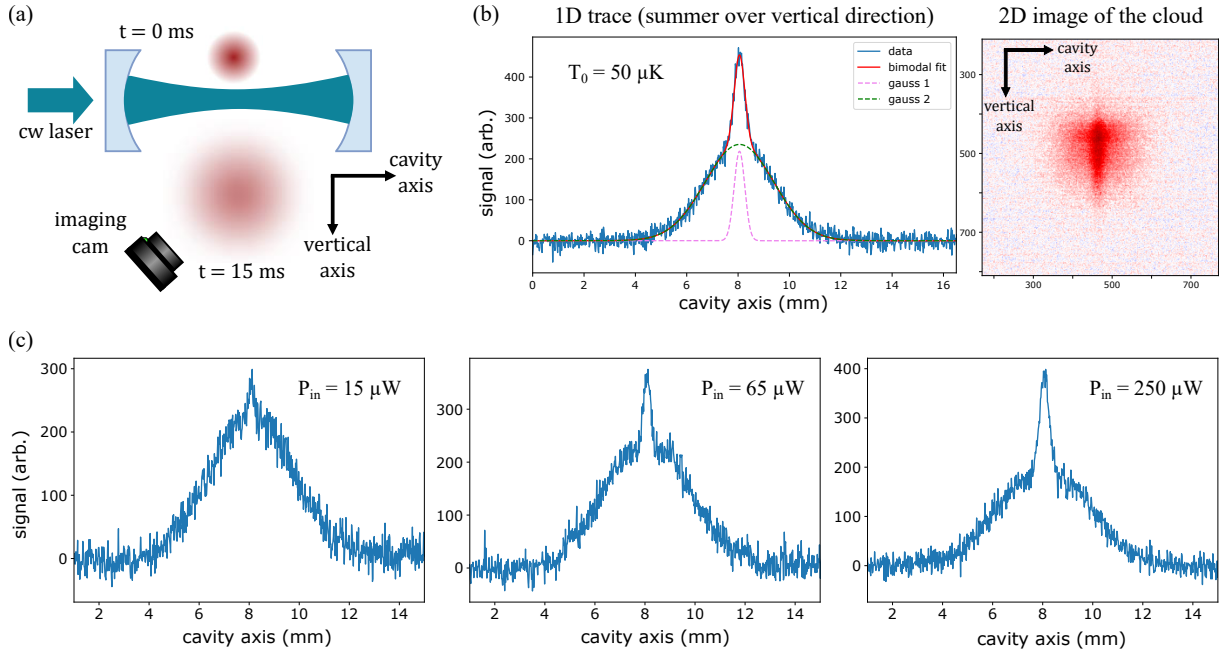 (a)
t = 0 ms
cw laser
cavity
axis
imaging
cam
t = 15 ms
vertical
axis
(b)
1D trace (summer over vertical direction)
T₀ = 50 µK
data
bimodal fit
gauss 1
gauss 2
signal (arb.)
400
300
200
100
0
0 2 4 6 8 10 12 14 16
cavity axis (mm)
2D image of the cloud
cavity
axis
vertical
axis
300
500
700
300 500 700
(c)
P_in = 15 µW
signal (arb.)
300
200
100
0
2 4 6 8 10 12 14
cavity axis (mm)
P_in = 65 µW
300
200
100
0
2 4 6 8 10 12 14
cavity axis (mm)
P_in = 250 µW
400
300
200
100
0
2 4 6 8 10 12 14
cavity axis (mm)